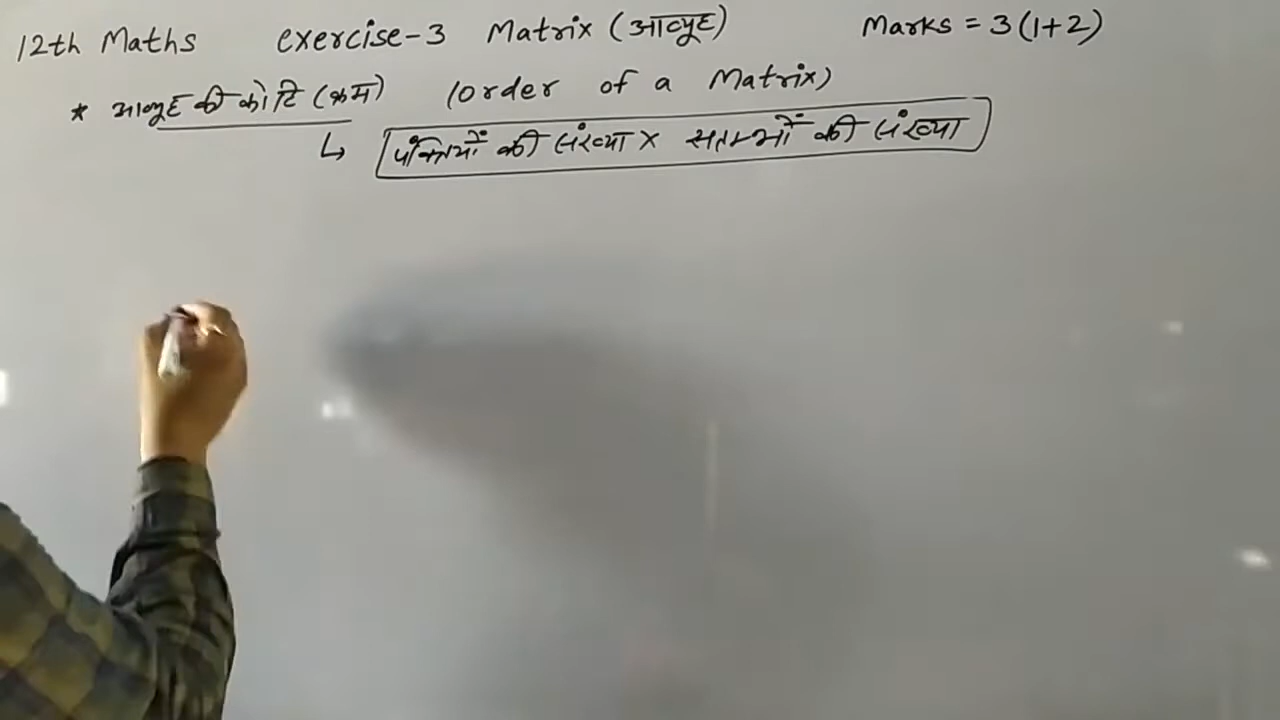 12th Maths exercise-3 Matrix (आव्यूह) Marks = 3(1+2)
* आव्यूह की कोटि (क्रम) (order of a Matrix)
↳ पंक्तियों की संख्या × स्तम्भों की संख्या